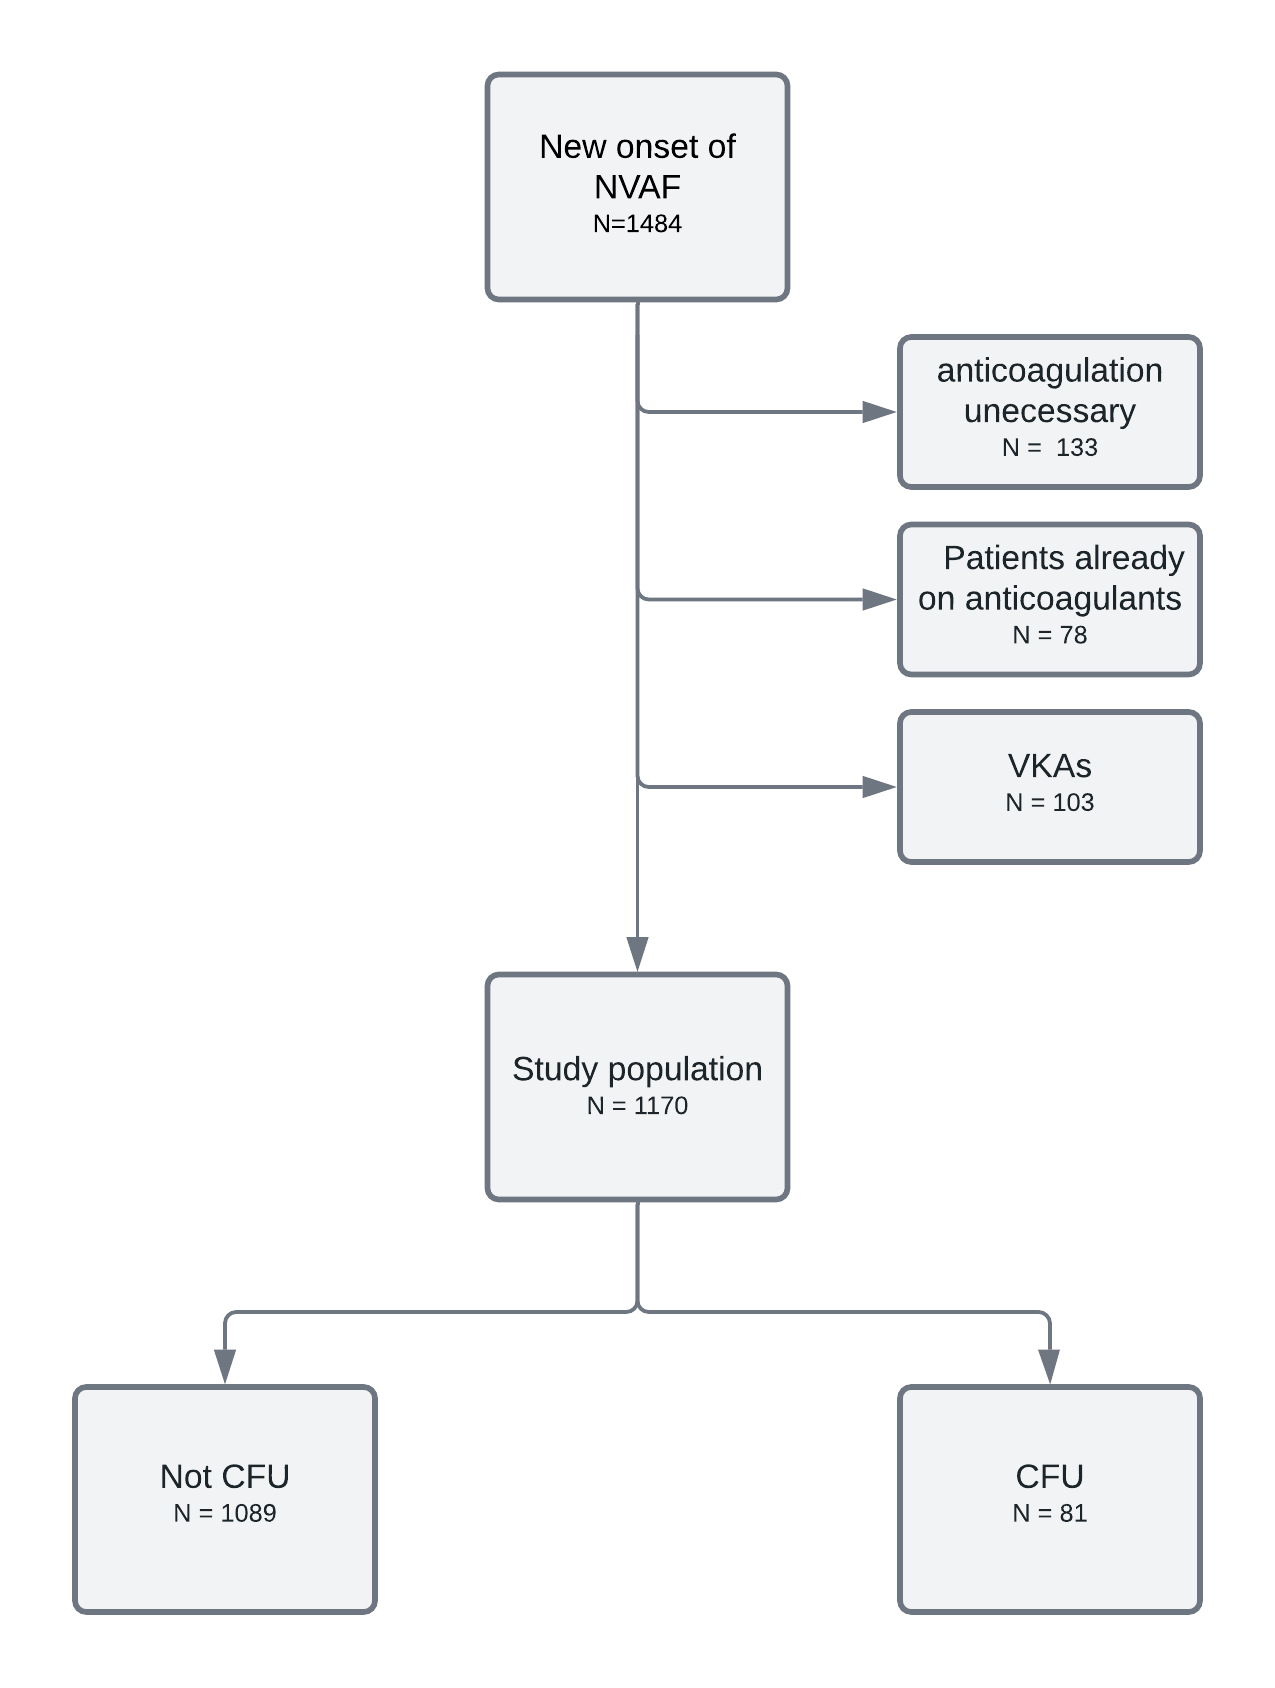 New onset of
NVAF
N=1484
anticoagulation
unecessary
N =  133
Patients already
on anticoagulants
N = 78
VKAs
N = 103
Study population
N = 1170
Not CFU
N = 1089
CFU
N = 81